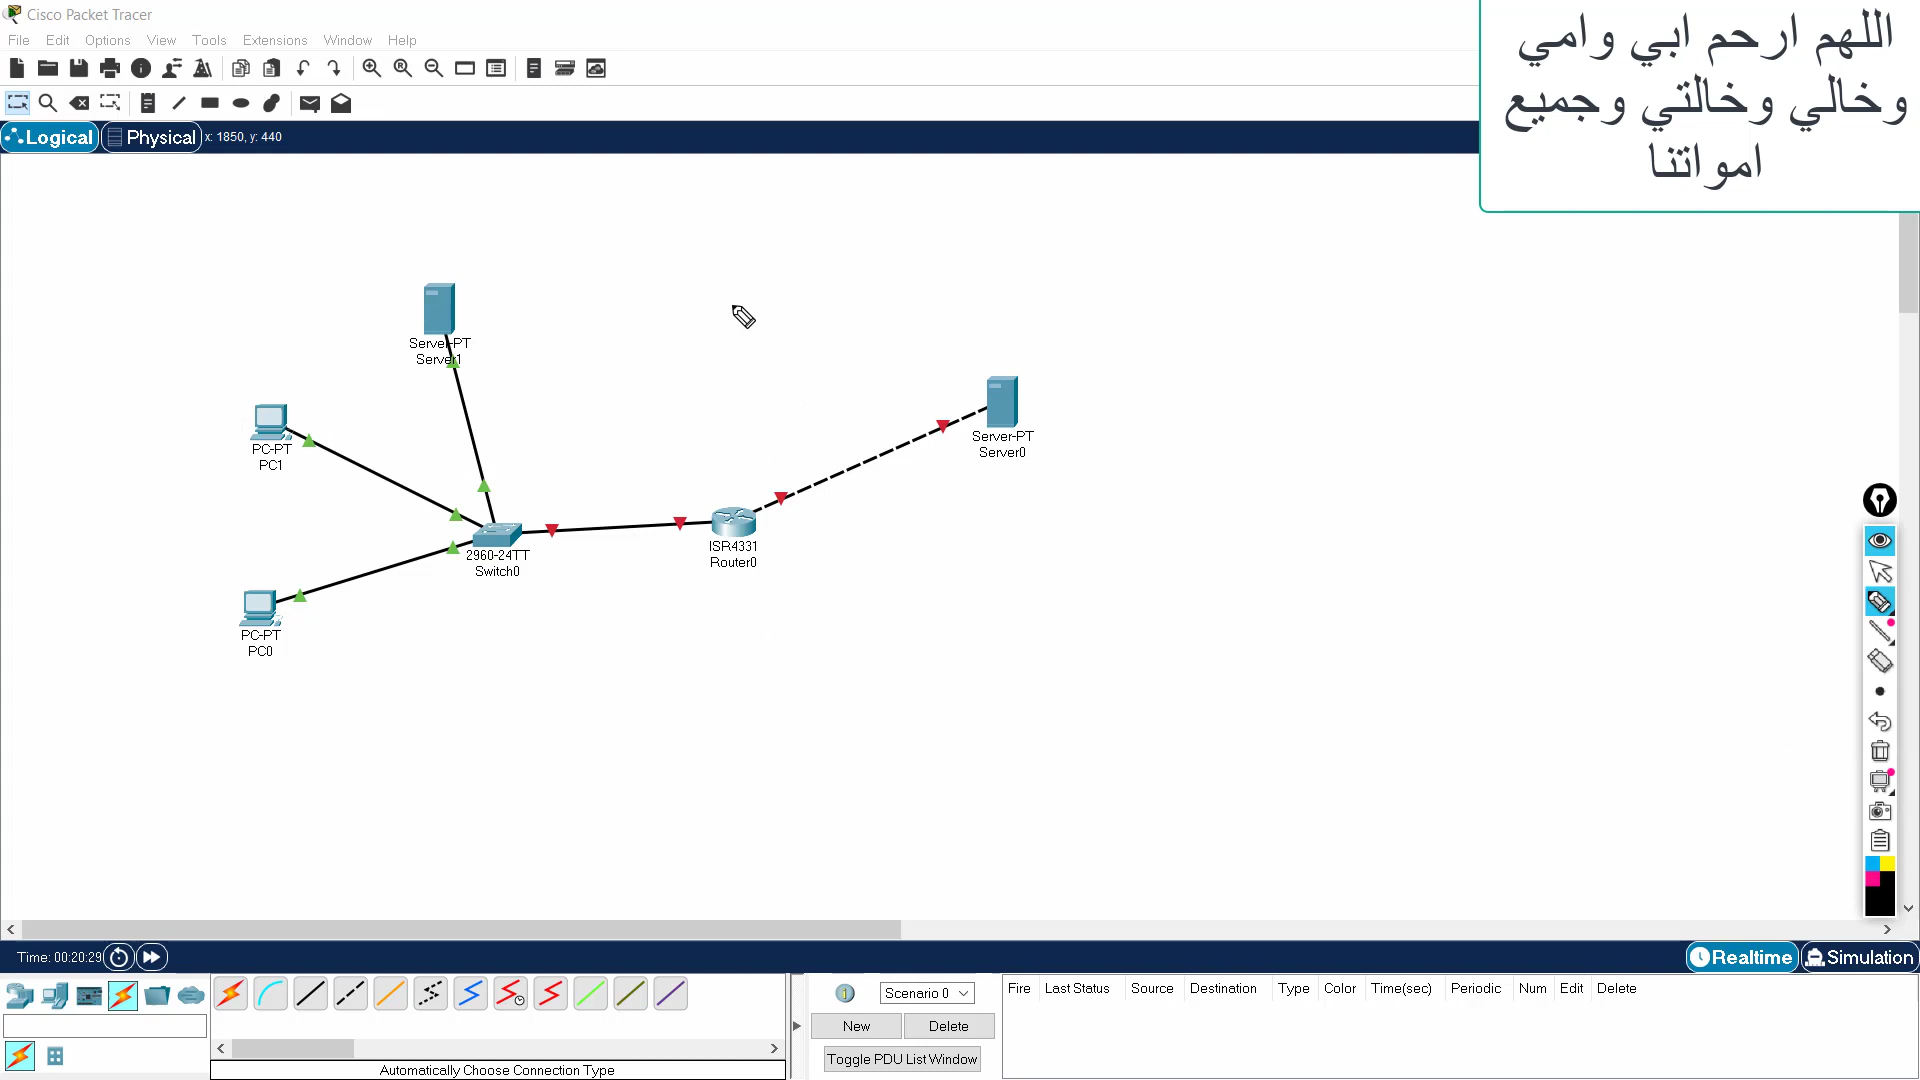 Cisco Packet Tracer
File Edit Options View Tools Extensions Window Help
اللهم ارحم ابي وامي
وخالي وخالتي وجميع
امواتنا
Logical Physical x: 1850, y: 440
Server-PT
Server1
PC-PT
PC1
Server-PT
Server0
2960-24TT
Switch0
ISR4331
Router0
PC-PT
PC0
Time: 00:20:29
Realtime Simulation
Scenario 0
New Delete
Toggle PDU List Window
Fire Last Status Source Destination Type Color Time(sec) Periodic Num Edit Delete
Automatically Choose Connection Type